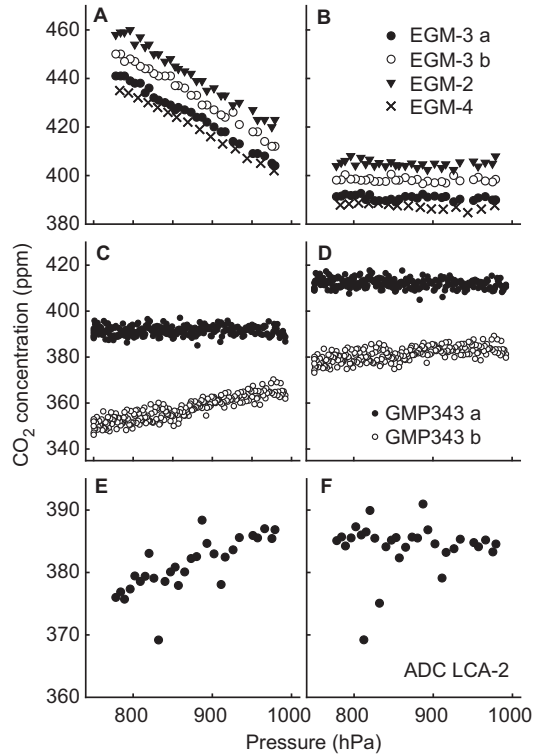 A
B
EGM-3 a
EGM-3 b
EGM-2
EGM-4
460
440
420
400
380
C
D
420
400
380
360
340
CO₂ concentration (ppm)
GMP343 a
GMP343 b
E
F
390
380
370
360
ADC LCA-2
800 900 1000 800 900 1000
Pressure (hPa)